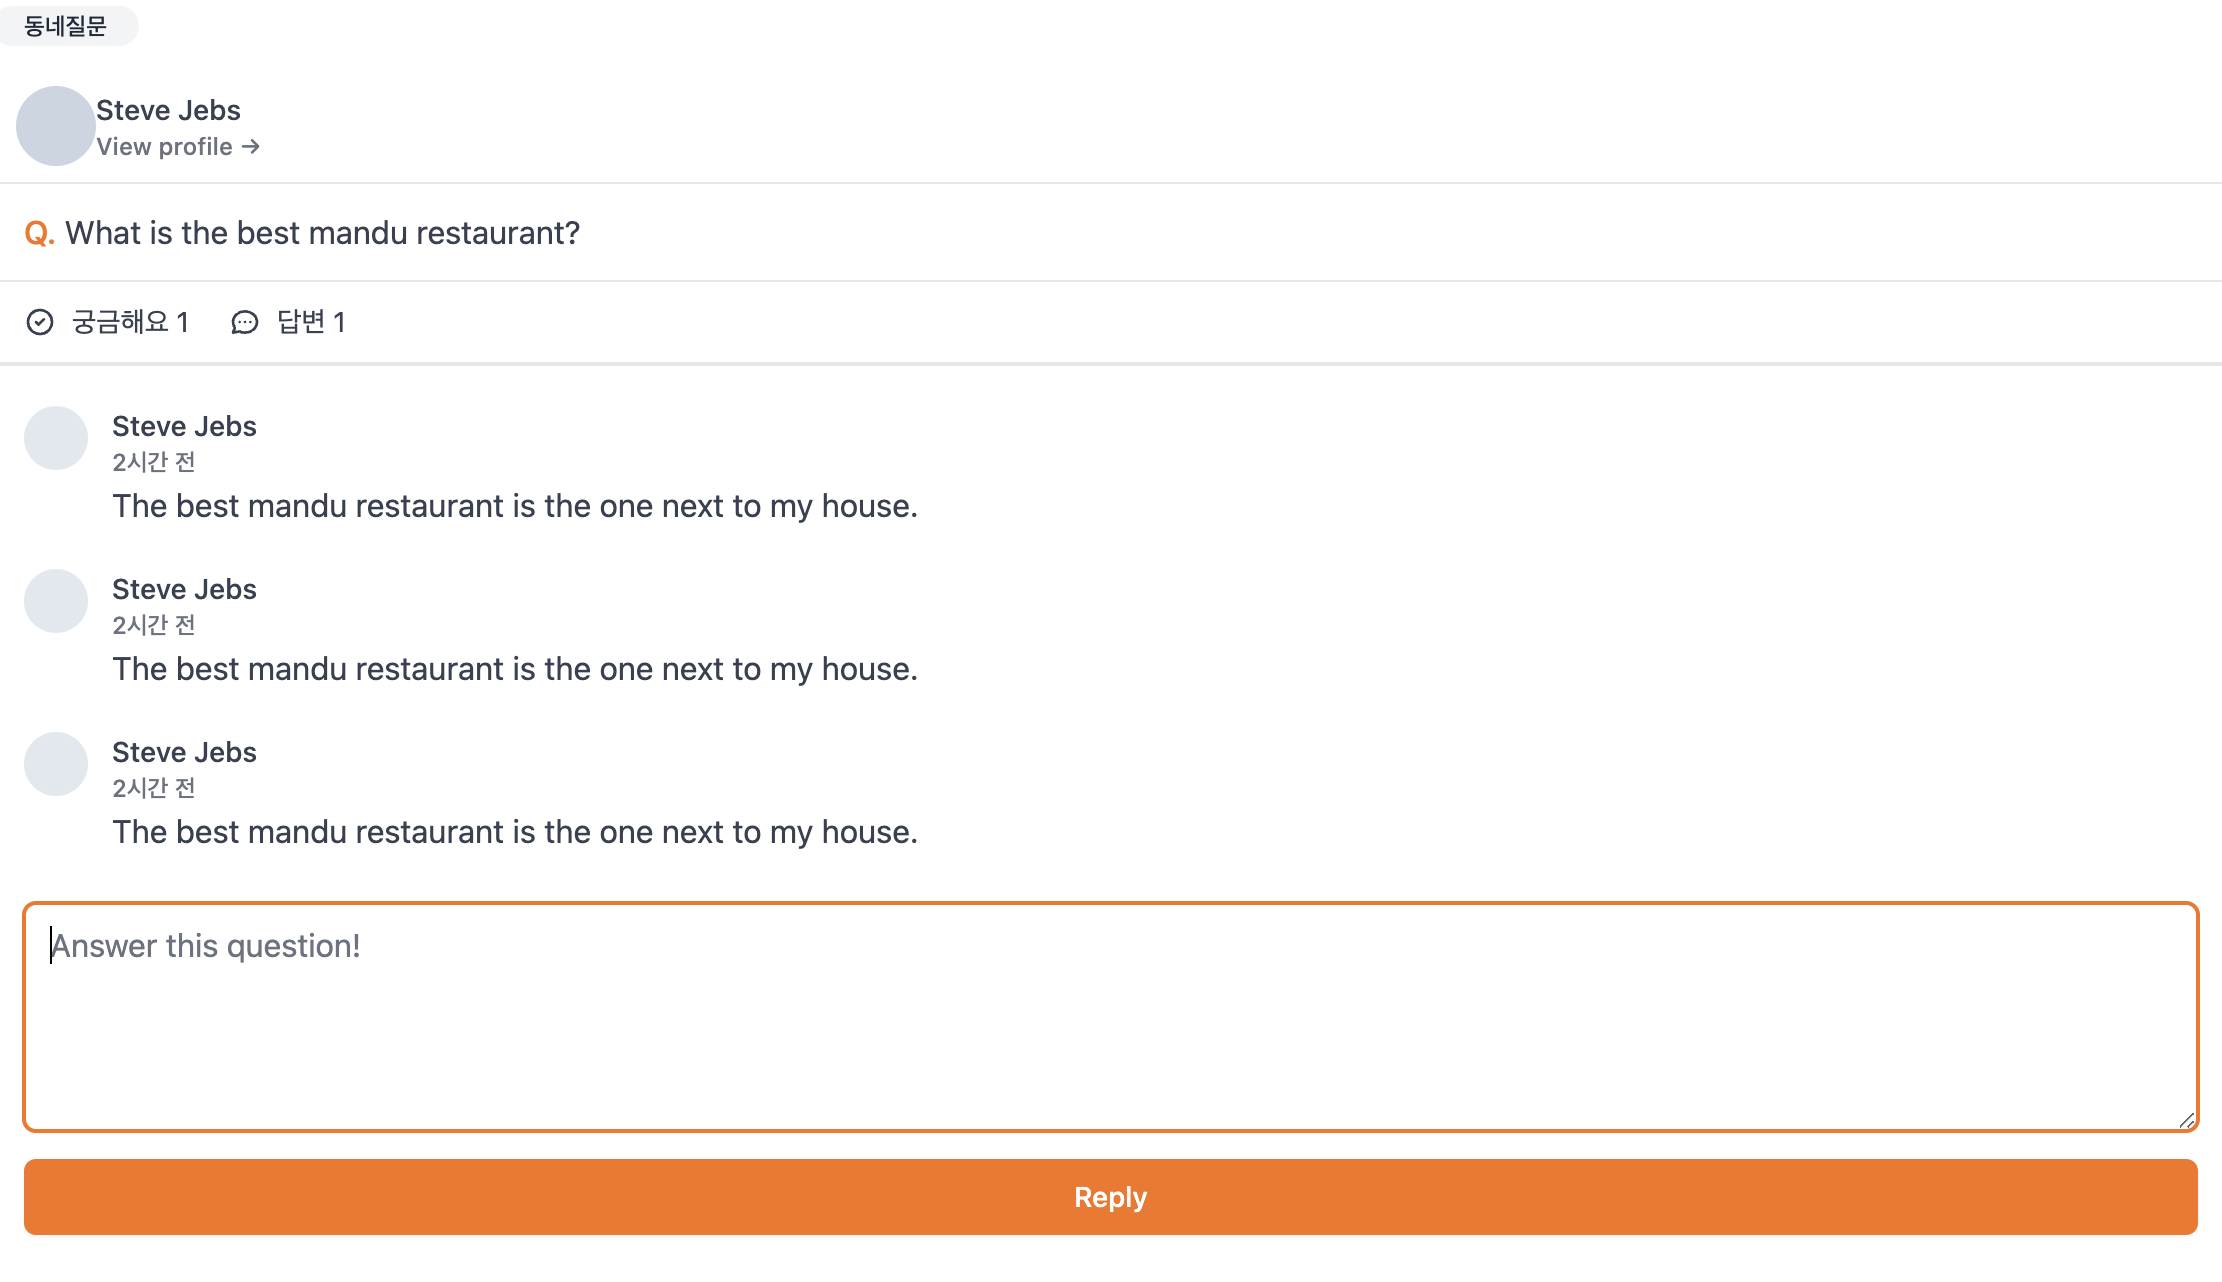 동네질문
Steve Jebs
View profile →
Q. What is the best mandu restaurant?
궁금해요 1 답변 1
Steve Jebs
2시간 전
The best mandu restaurant is the one next to my house.
Steve Jebs
2시간 전
The best mandu restaurant is the one next to my house.
Steve Jebs
2시간 전
The best mandu restaurant is the one next to my house.
Answer this question!
Reply